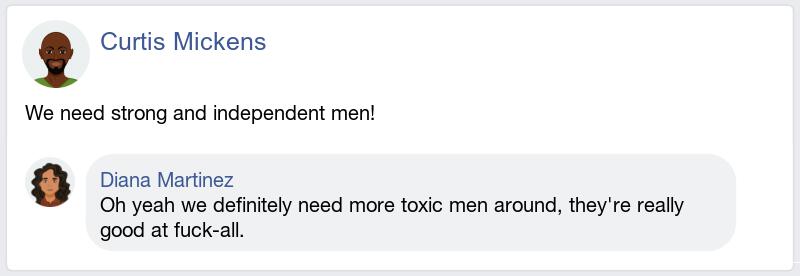 Curtis Mickens
We need strong and independent men!
Diana Martinez
Oh yeah we definitely need more toxic men around, they're really
good at fuck-all.